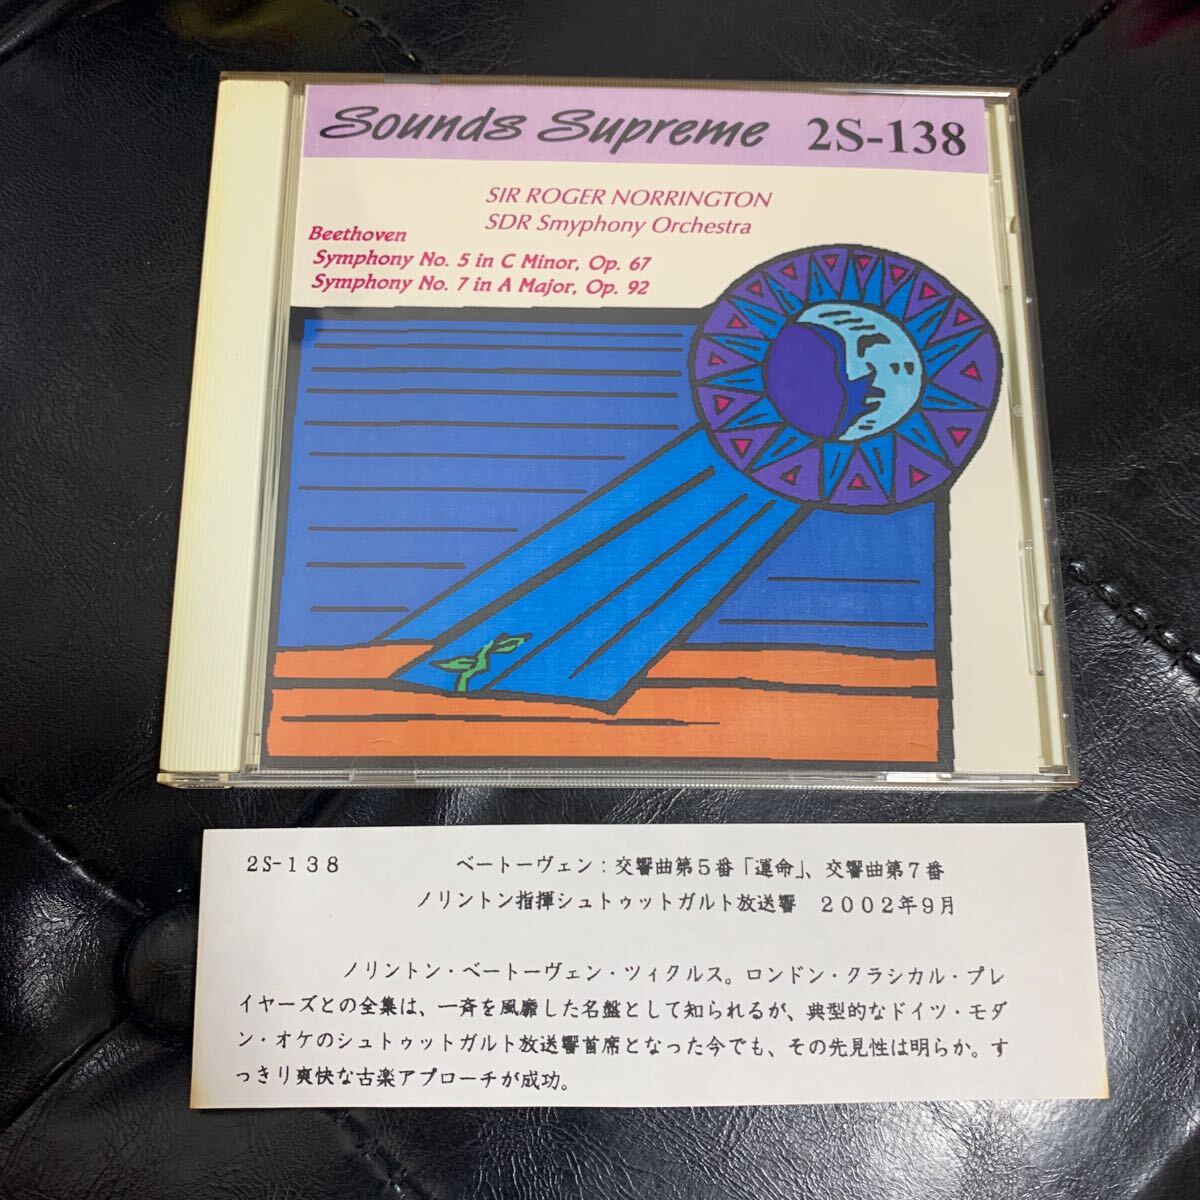 Sounds Supreme 2S-138
SIR ROGER NORRINGTON
SDR Smyphony Orchestra
Beethoven
Symphony No. 5 in C Minor, Op. 67
Symphony No. 7 in A Major, Op. 92
2S-138 ベートーヴェン:交響曲第5番「運命」、交響曲第7番
ノリントン指揮シュトゥットガルト放送響 2002年9月
ノリントン・ベートーヴェン・ツィクルス。ロンドン・クラシカル・プレ
イヤーズとの全集は、一斉を風靡した名盤として知られるが、典型的なドイツ・モダ
ン・オケのシュトゥットガルト放送響首席となった今でも、その先見性は明らか。す
っきり爽快な古楽アプローチが成功。